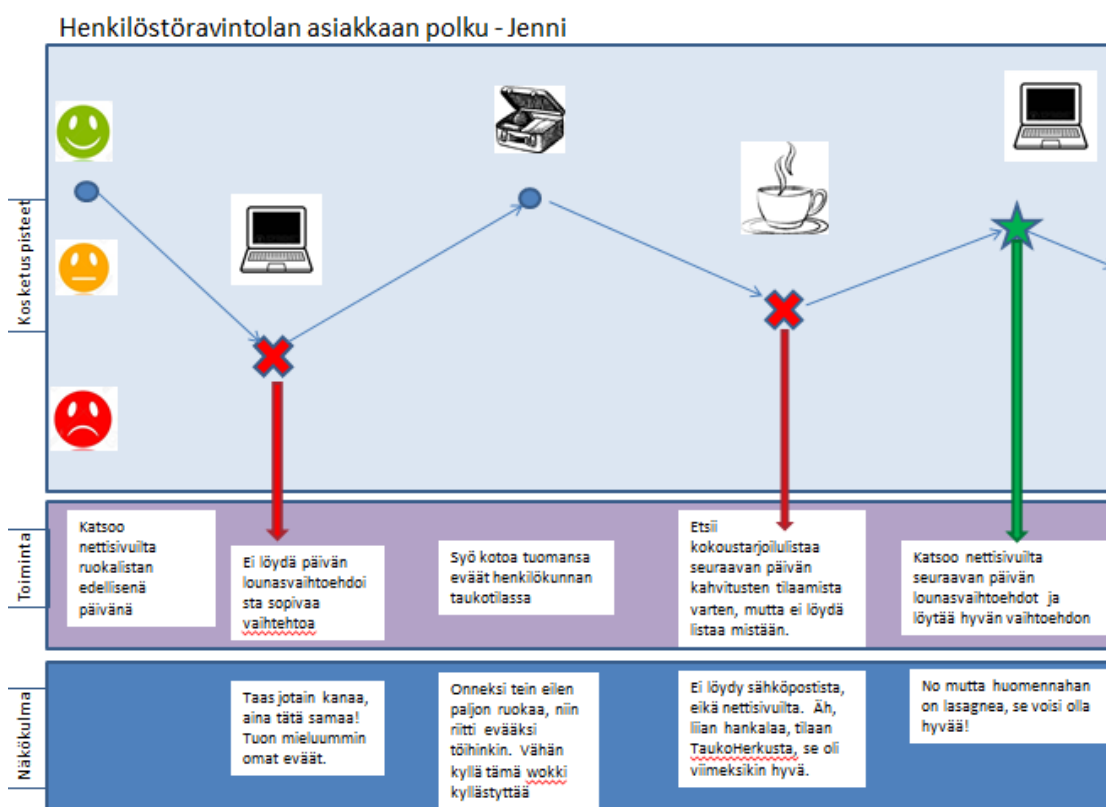 Henkilöstöravintolan asiakkaan polku - Jenni
Kosketuspisteet
Toiminta
Katsoo
nettisivuilta
ruokalistan
edellisenä
päivänä
Ei löydä päivän
lounasvaihtoehdoi
sta sopivaa
vaihtehtoa
Syö kotoa tuomansa
eväät henkilökunnan
taukotilassa
Etsii
kokoustarjoilulistaa
seuraavan päivän
kahvitusten tilaamista
varten, mutta ei löydä
listaa mistään.
Katsoo nettisivuilta
seuraavan päivän
lounasvaihtoehdot ja
löytää hyvän vaihtoehdon
Näkökulma
Taas jotain kanaa,
aina tätä samaa!
Tuon mieluummin
omat eväät.
Onneksi tein eilen
paljon ruokaa, niin
riitti evääksi
töihinkin. Vähän
kyllä tämä wokki
kyllästyttää
Ei löydy sähköpostista,
eikä nettisivuilta. Äh,
liian hankalaa, tilaan
TaukoHerkusta, se oli
viimeksikin hyvä.
No mutta huomennahan
on lasagnea, se voisi olla
hyvää!